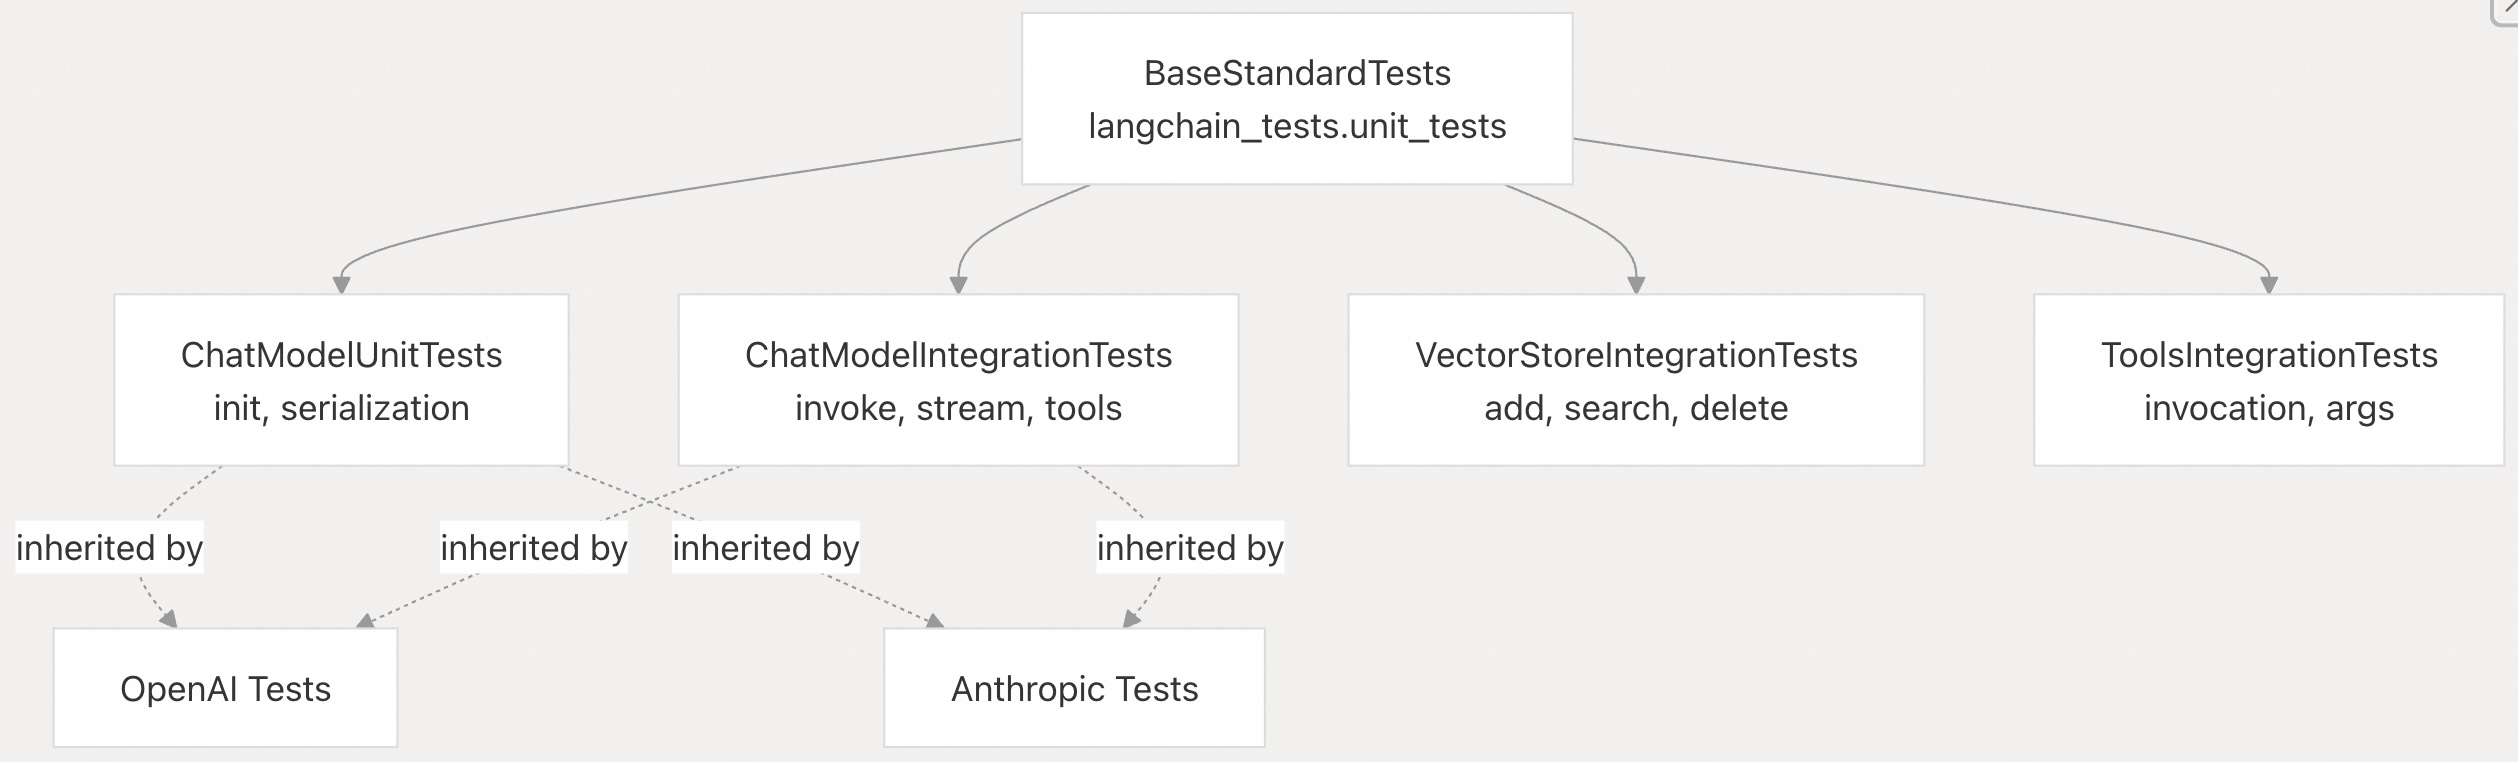 BaseStandardTests
langchain_tests.unit_tests
ChatModelUnitTests
init, serialization
ChatModelIntegrationTests
invoke, stream, tools
VectorStoreIntegrationTests
add, search, delete
ToolsIntegrationTests
invocation, args
inherited by
inherited by
inherited by
inherited by
OpenAI Tests
Anthropic Tests